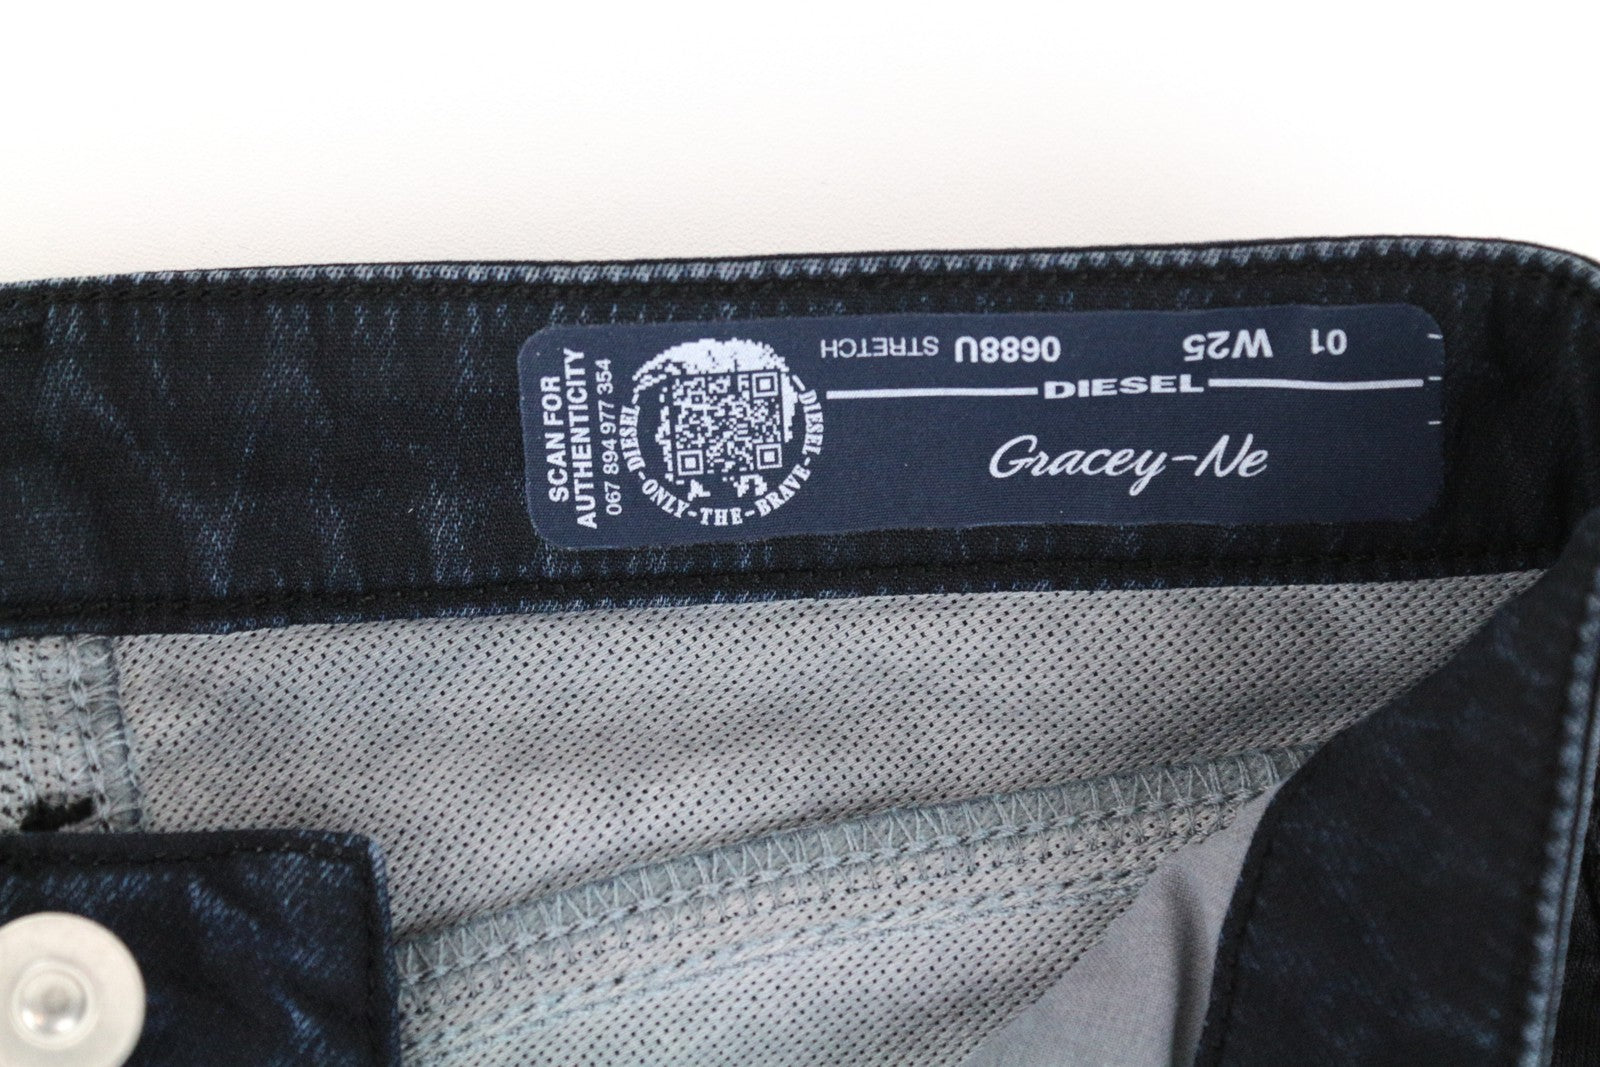 SCAN FOR
AUTHENTICITY
067 894 977 354
DIESEL-ONLY-THE-BRAVE-DIESEL
01 W25 0688U STRETCH
DIESEL
Gracey-Ne